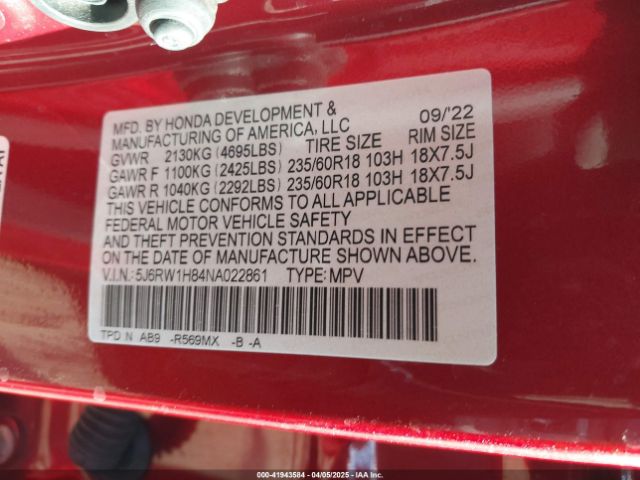 MFD. BY HONDA DEVELOPMENT &
MANUFACTURING OF AMERICA, LLC 09/'22
GVWR 2130KG (4695LBS) TIRE SIZE RIM SIZE
GAWR F 1100KG (2425LBS) 235/60R18 103H 18X7.5J
GAWR R 1040KG (2292LBS) 235/60R18 103H 18X7.5J
THIS VEHICLE CONFORMS TO ALL APPLICABLE
FEDERAL MOTOR VEHICLE SAFETY
AND THEFT PREVENTION STANDARDS IN EFFECT
ON THE DATE OF MANUFACTURE SHOWN ABOVE.
V.I.N.: 5J6RW1H84NA022861 TYPE: MPV
TPD N AB9 -R569MX -B -A
000-41943584 | 04/05/2025 - IAAI.COM